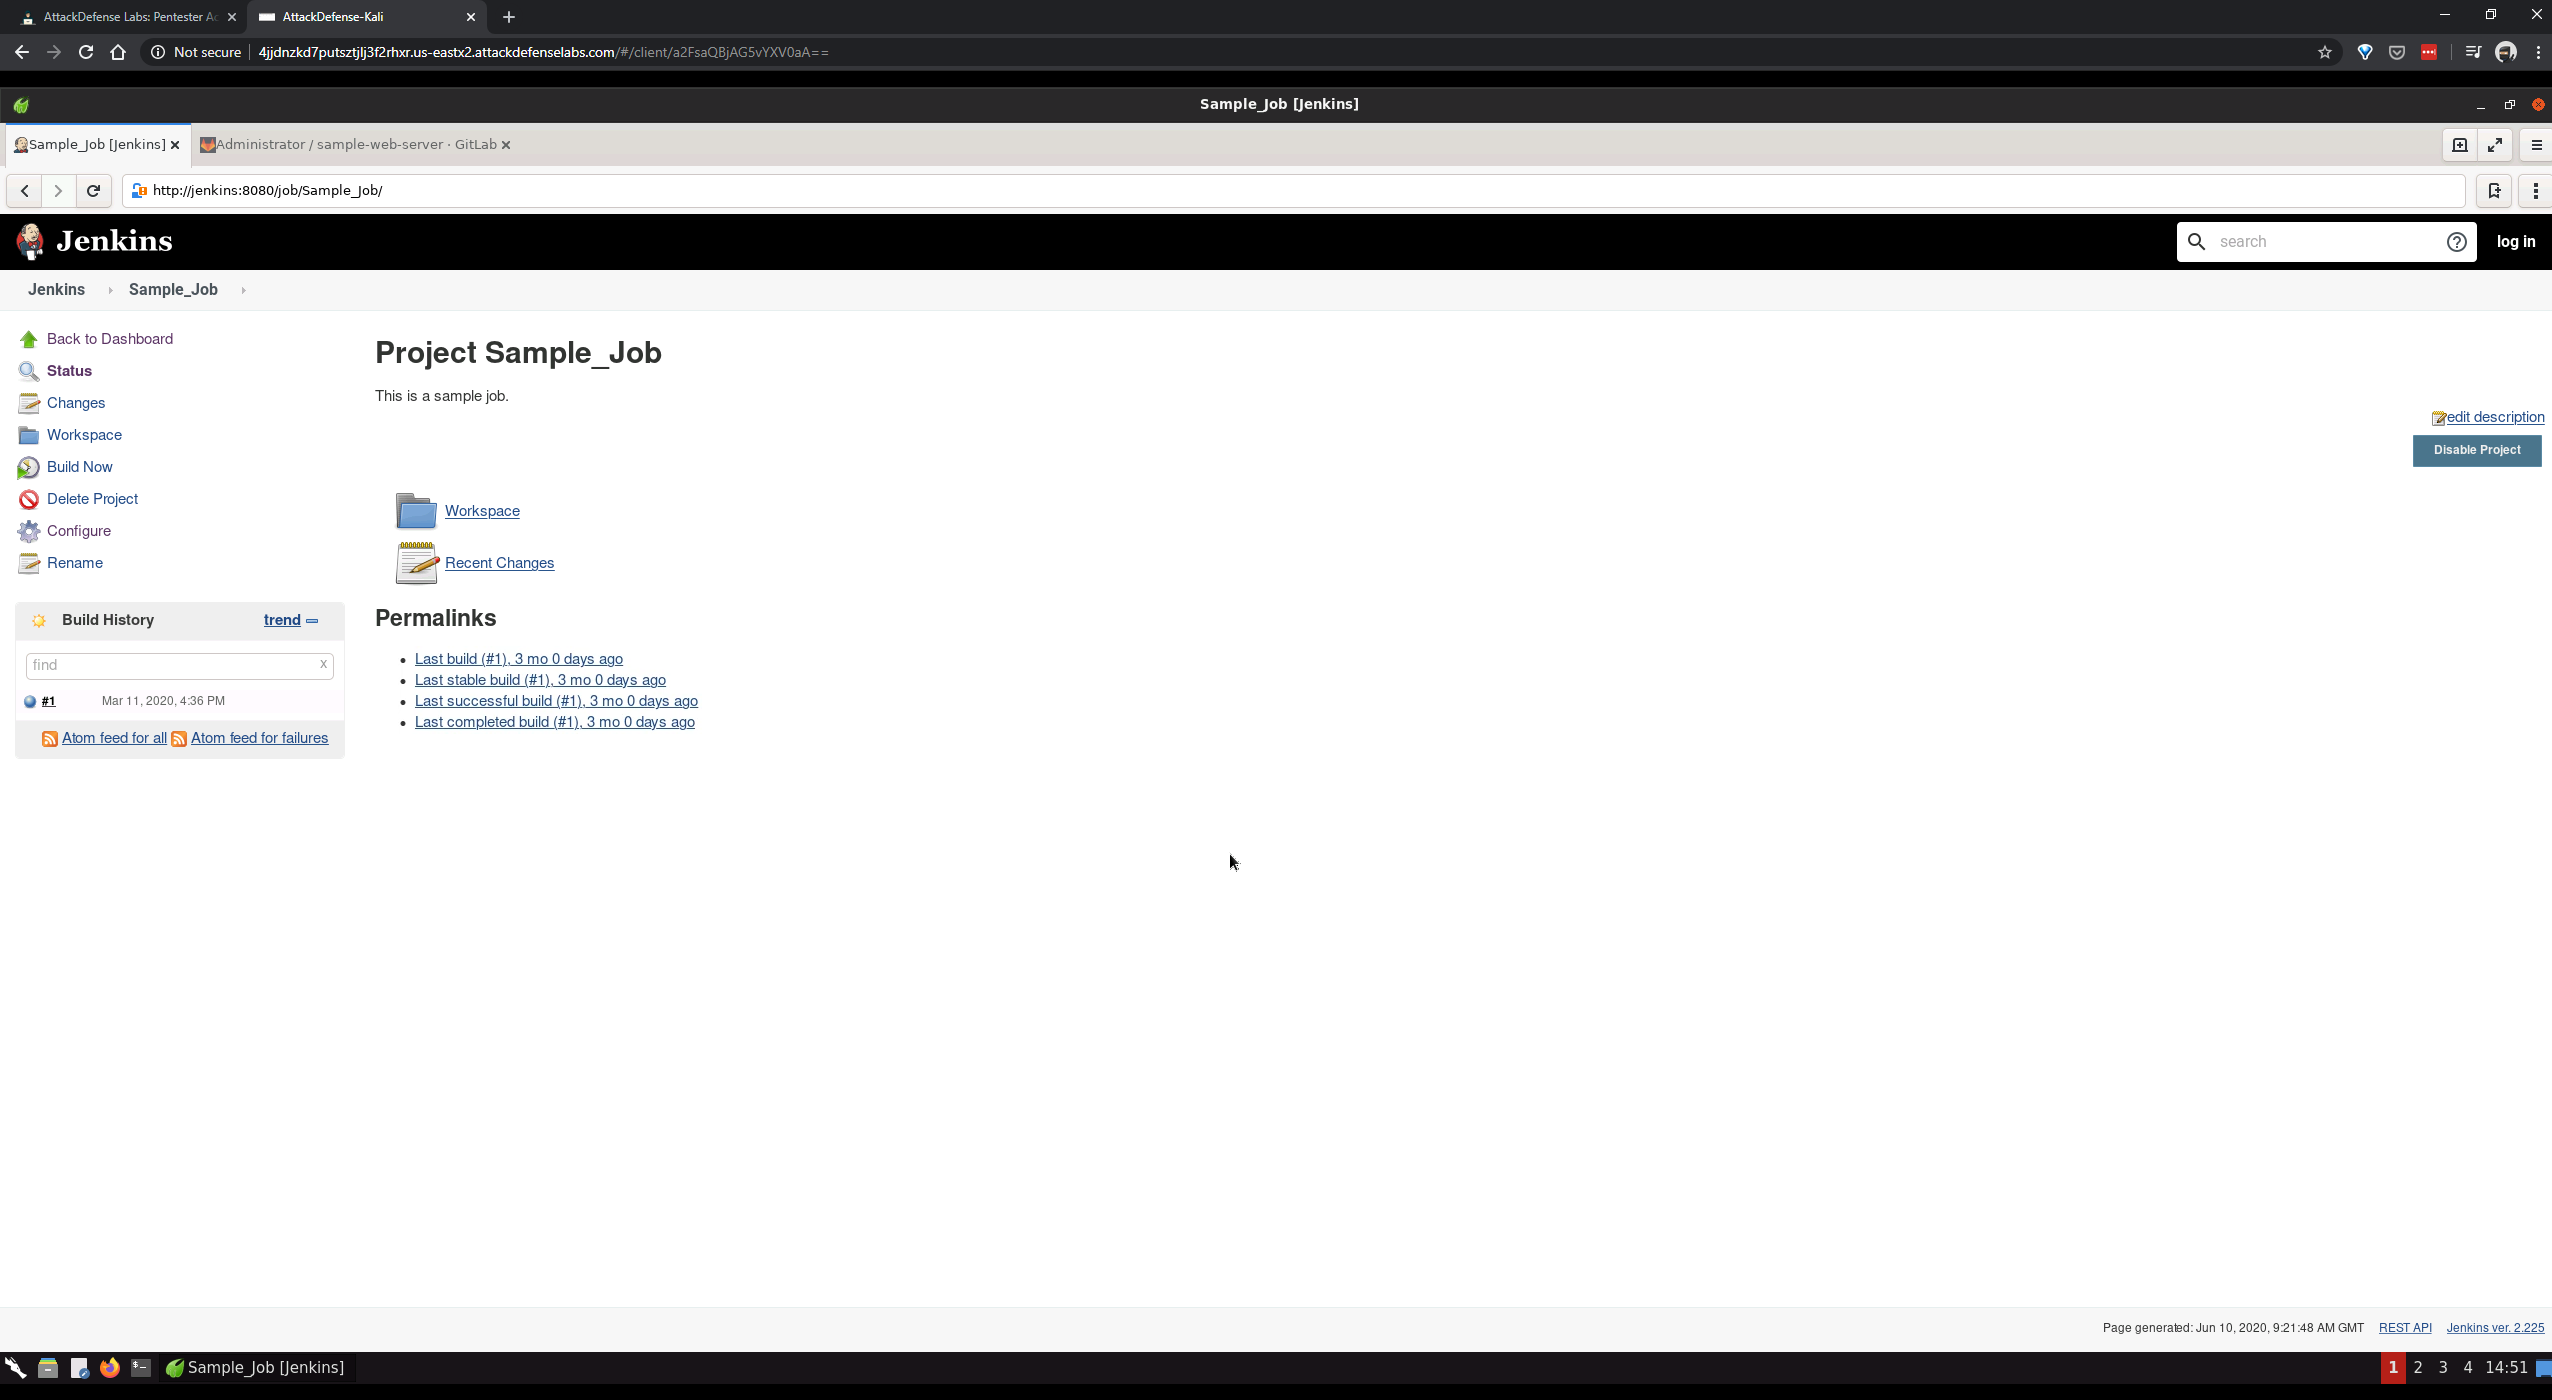 AttackDefense Labs: Pentester Ac
AttackDefense-Kali
Not secure
4jjdnzkd7putsztjlj3f2rhxr.us-eastx2.attackdefenselabs.com/#/client/a2FsaQBjAG5vYXV0aA==
Sample_Job [Jenkins]
Sample_Job [Jenkins]
Administrator / sample-web-server · GitLab
http://jenkins:8080/job/Sample_Job/
Jenkins
search
log in
Jenkins
Sample_Job
Back to Dashboard
Status
Changes
Workspace
Build Now
Delete Project
Configure
Rename
Build History
trend
find
x
#1
Mar 11, 2020, 4:36 PM
Atom feed for all
Atom feed for failures
Project Sample_Job
This is a sample job.
edit description
Disable Project
Workspace
Recent Changes
Permalinks
Last build (#1), 3 mo 0 days ago
Last stable build (#1), 3 mo 0 days ago
Last successful build (#1), 3 mo 0 days ago
Last completed build (#1), 3 mo 0 days ago
Page generated: Jun 10, 2020, 9:21:48 AM GMT
REST API
Jenkins ver. 2.225
Sample_Job [Jenkins]
1 2 3 4 14:51